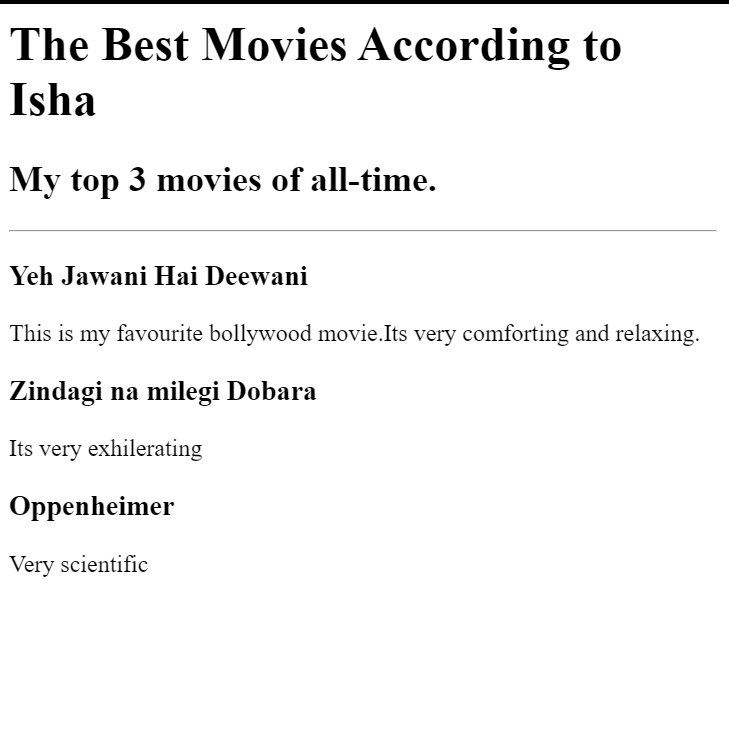 The Best Movies According to
Isha
My top 3 movies of all-time.
Yeh Jawani Hai Deewani
This is my favourite bollywood movie.Its very comforting and relaxing.
Zindagi na milegi Dobara
Its very exhilerating
Oppenheimer
Very scientific